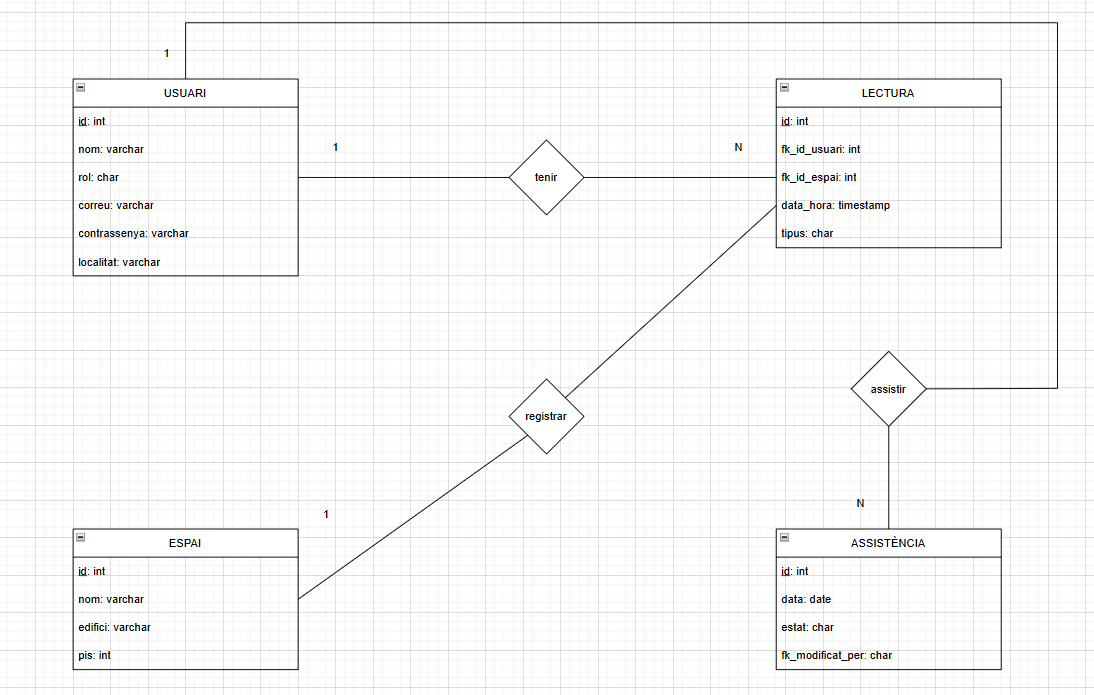 1
USUARI
id: int
nom: varchar
rol: char
correu: varchar
contrassenya: varchar
localitat: varchar
1
tenir
N
LECTURA
id: int
fk_id_usuari: int
fk_id_espai: int
data_hora: timestamp
tipus: char
registrar
assistir
1
N
ESPAI
id: int
nom: varchar
edifici: varchar
pis: int
ASSISTÈNCIA
id: int
data: date
estat: char
fk_modificat_per: char